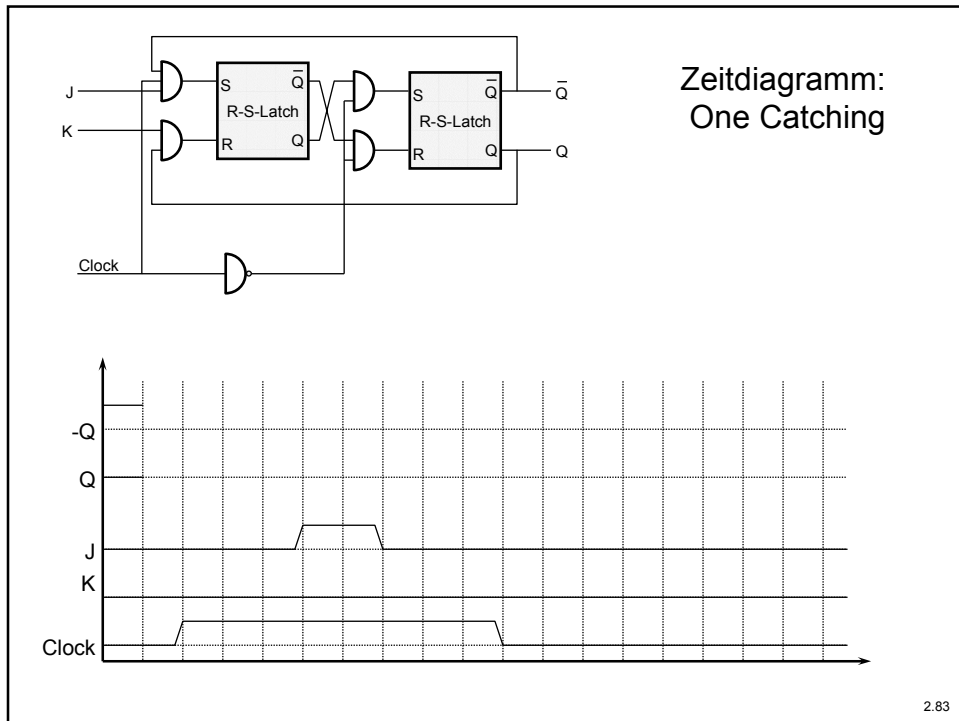 Zeitdiagramm:
One Catching
J
K
S
R-S-Latch
R
Q̅
Q
S
R-S-Latch
R
Q̅
Q
Q̅
Q
Clock
-Q
Q
J
K
Clock
2.83